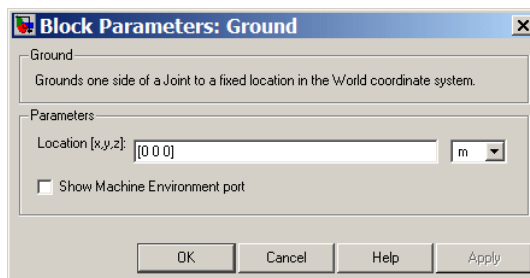 Block Parameters: Ground
Ground
Grounds one side of a Joint to a fixed location in the World coordinate system.
Parameters
Location [x,y,z]: [0 0 0] m
Show Machine Environment port
OK Cancel Help Apply